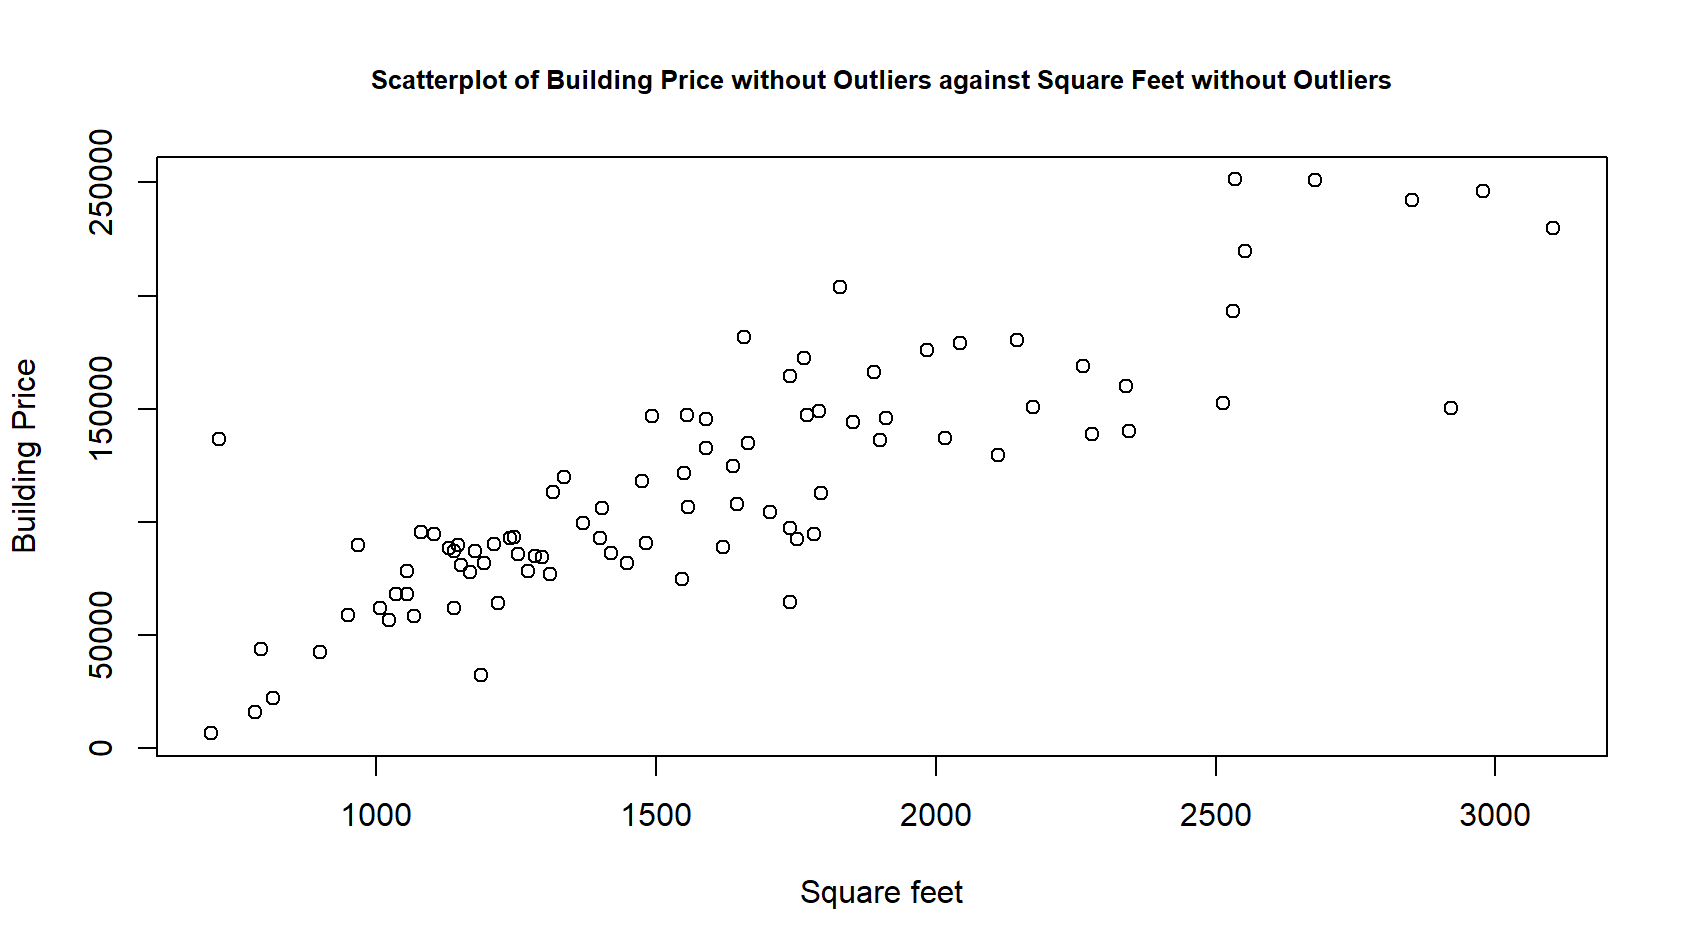 Scatterplot of Building Price without Outliers against Square Feet without Outliers
Building Price
250000
150000
50000
0
1000 1500 2000 2500 3000
Square feet